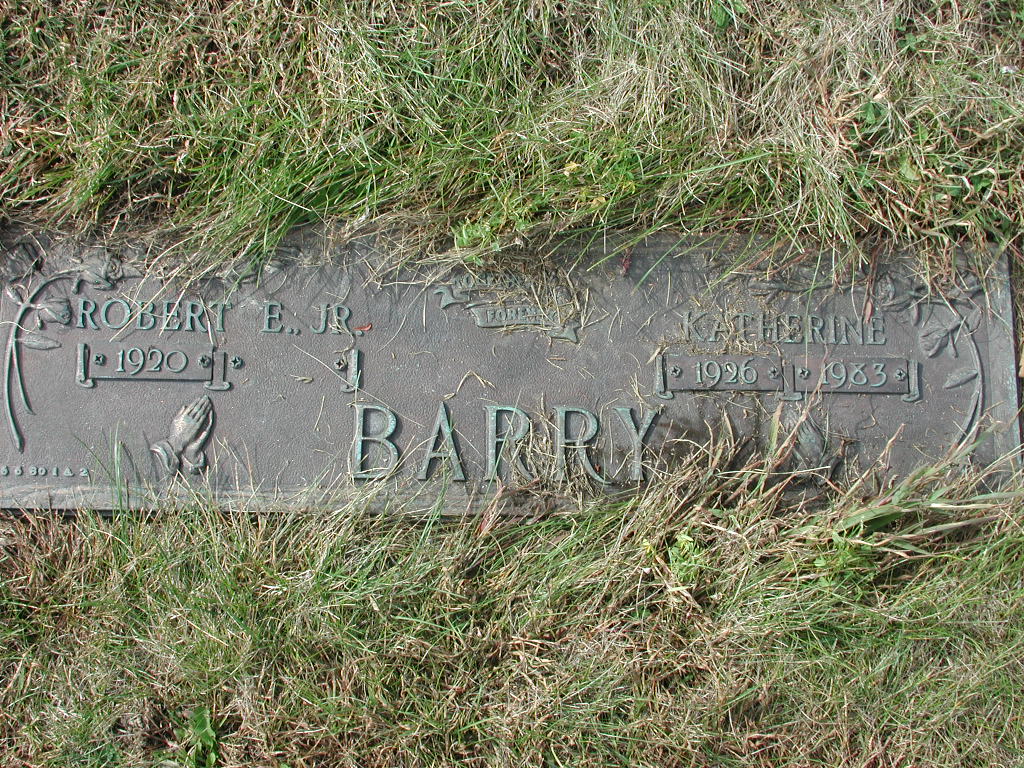 ROBERT E., JR.
KATHERINE
1920
1926 1983
BARRY